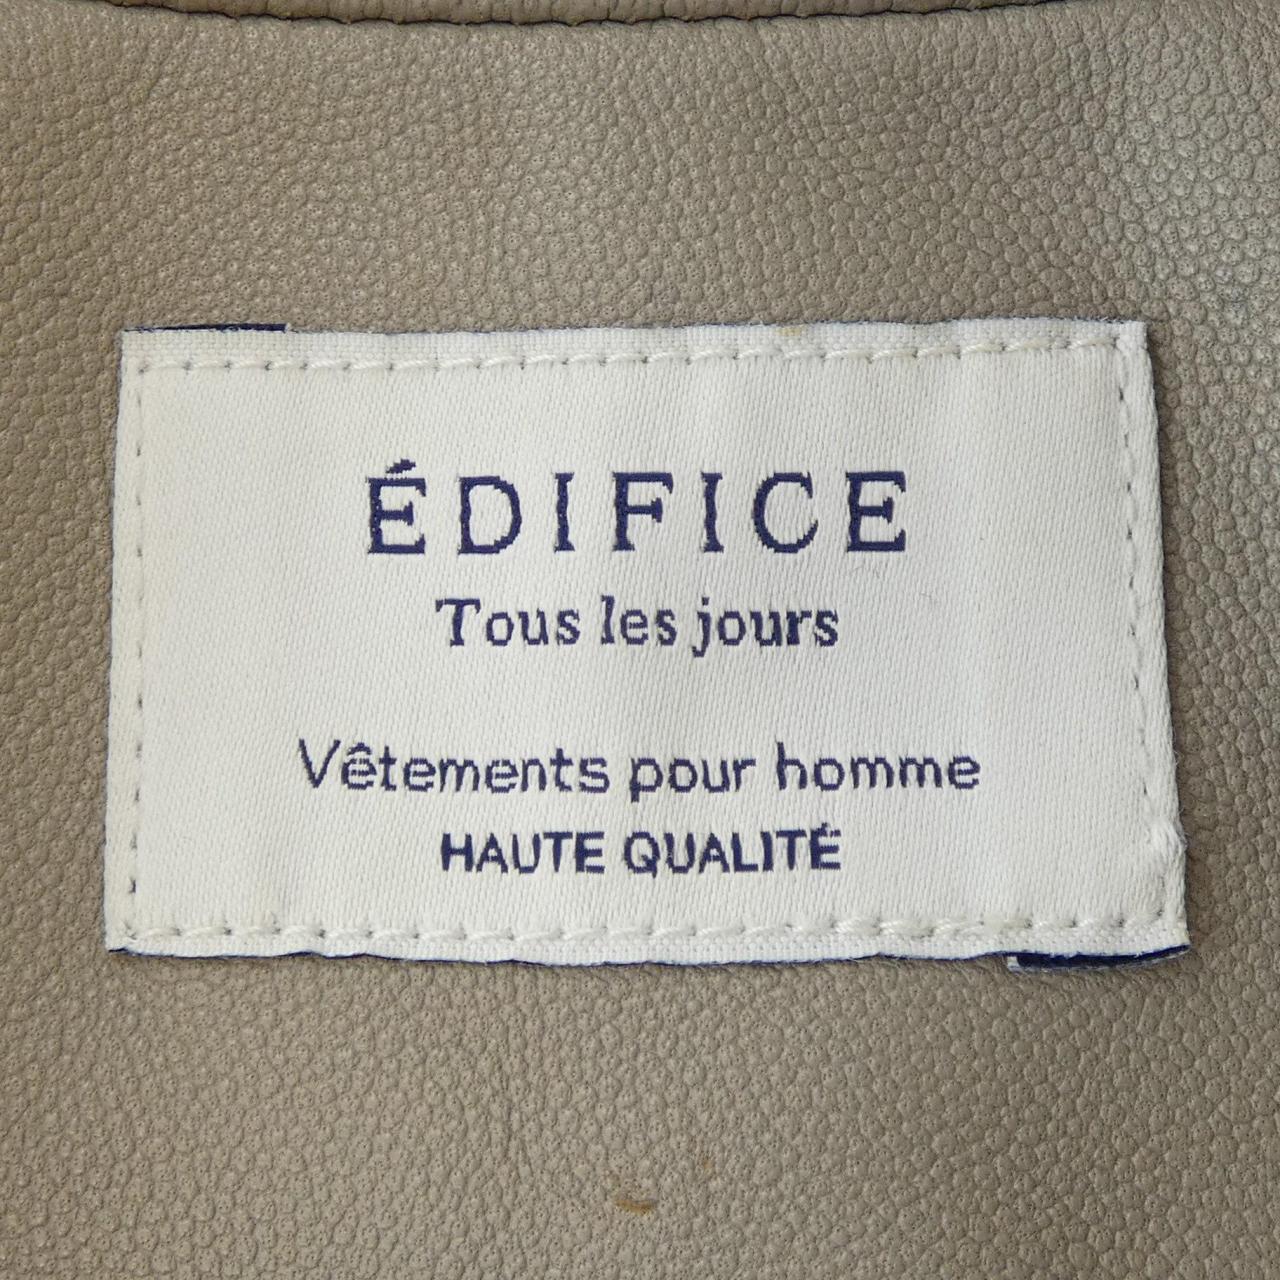 ÉDIFICE
Tous les jours
Vêtements pour homme
HAUTE QUALITÉ